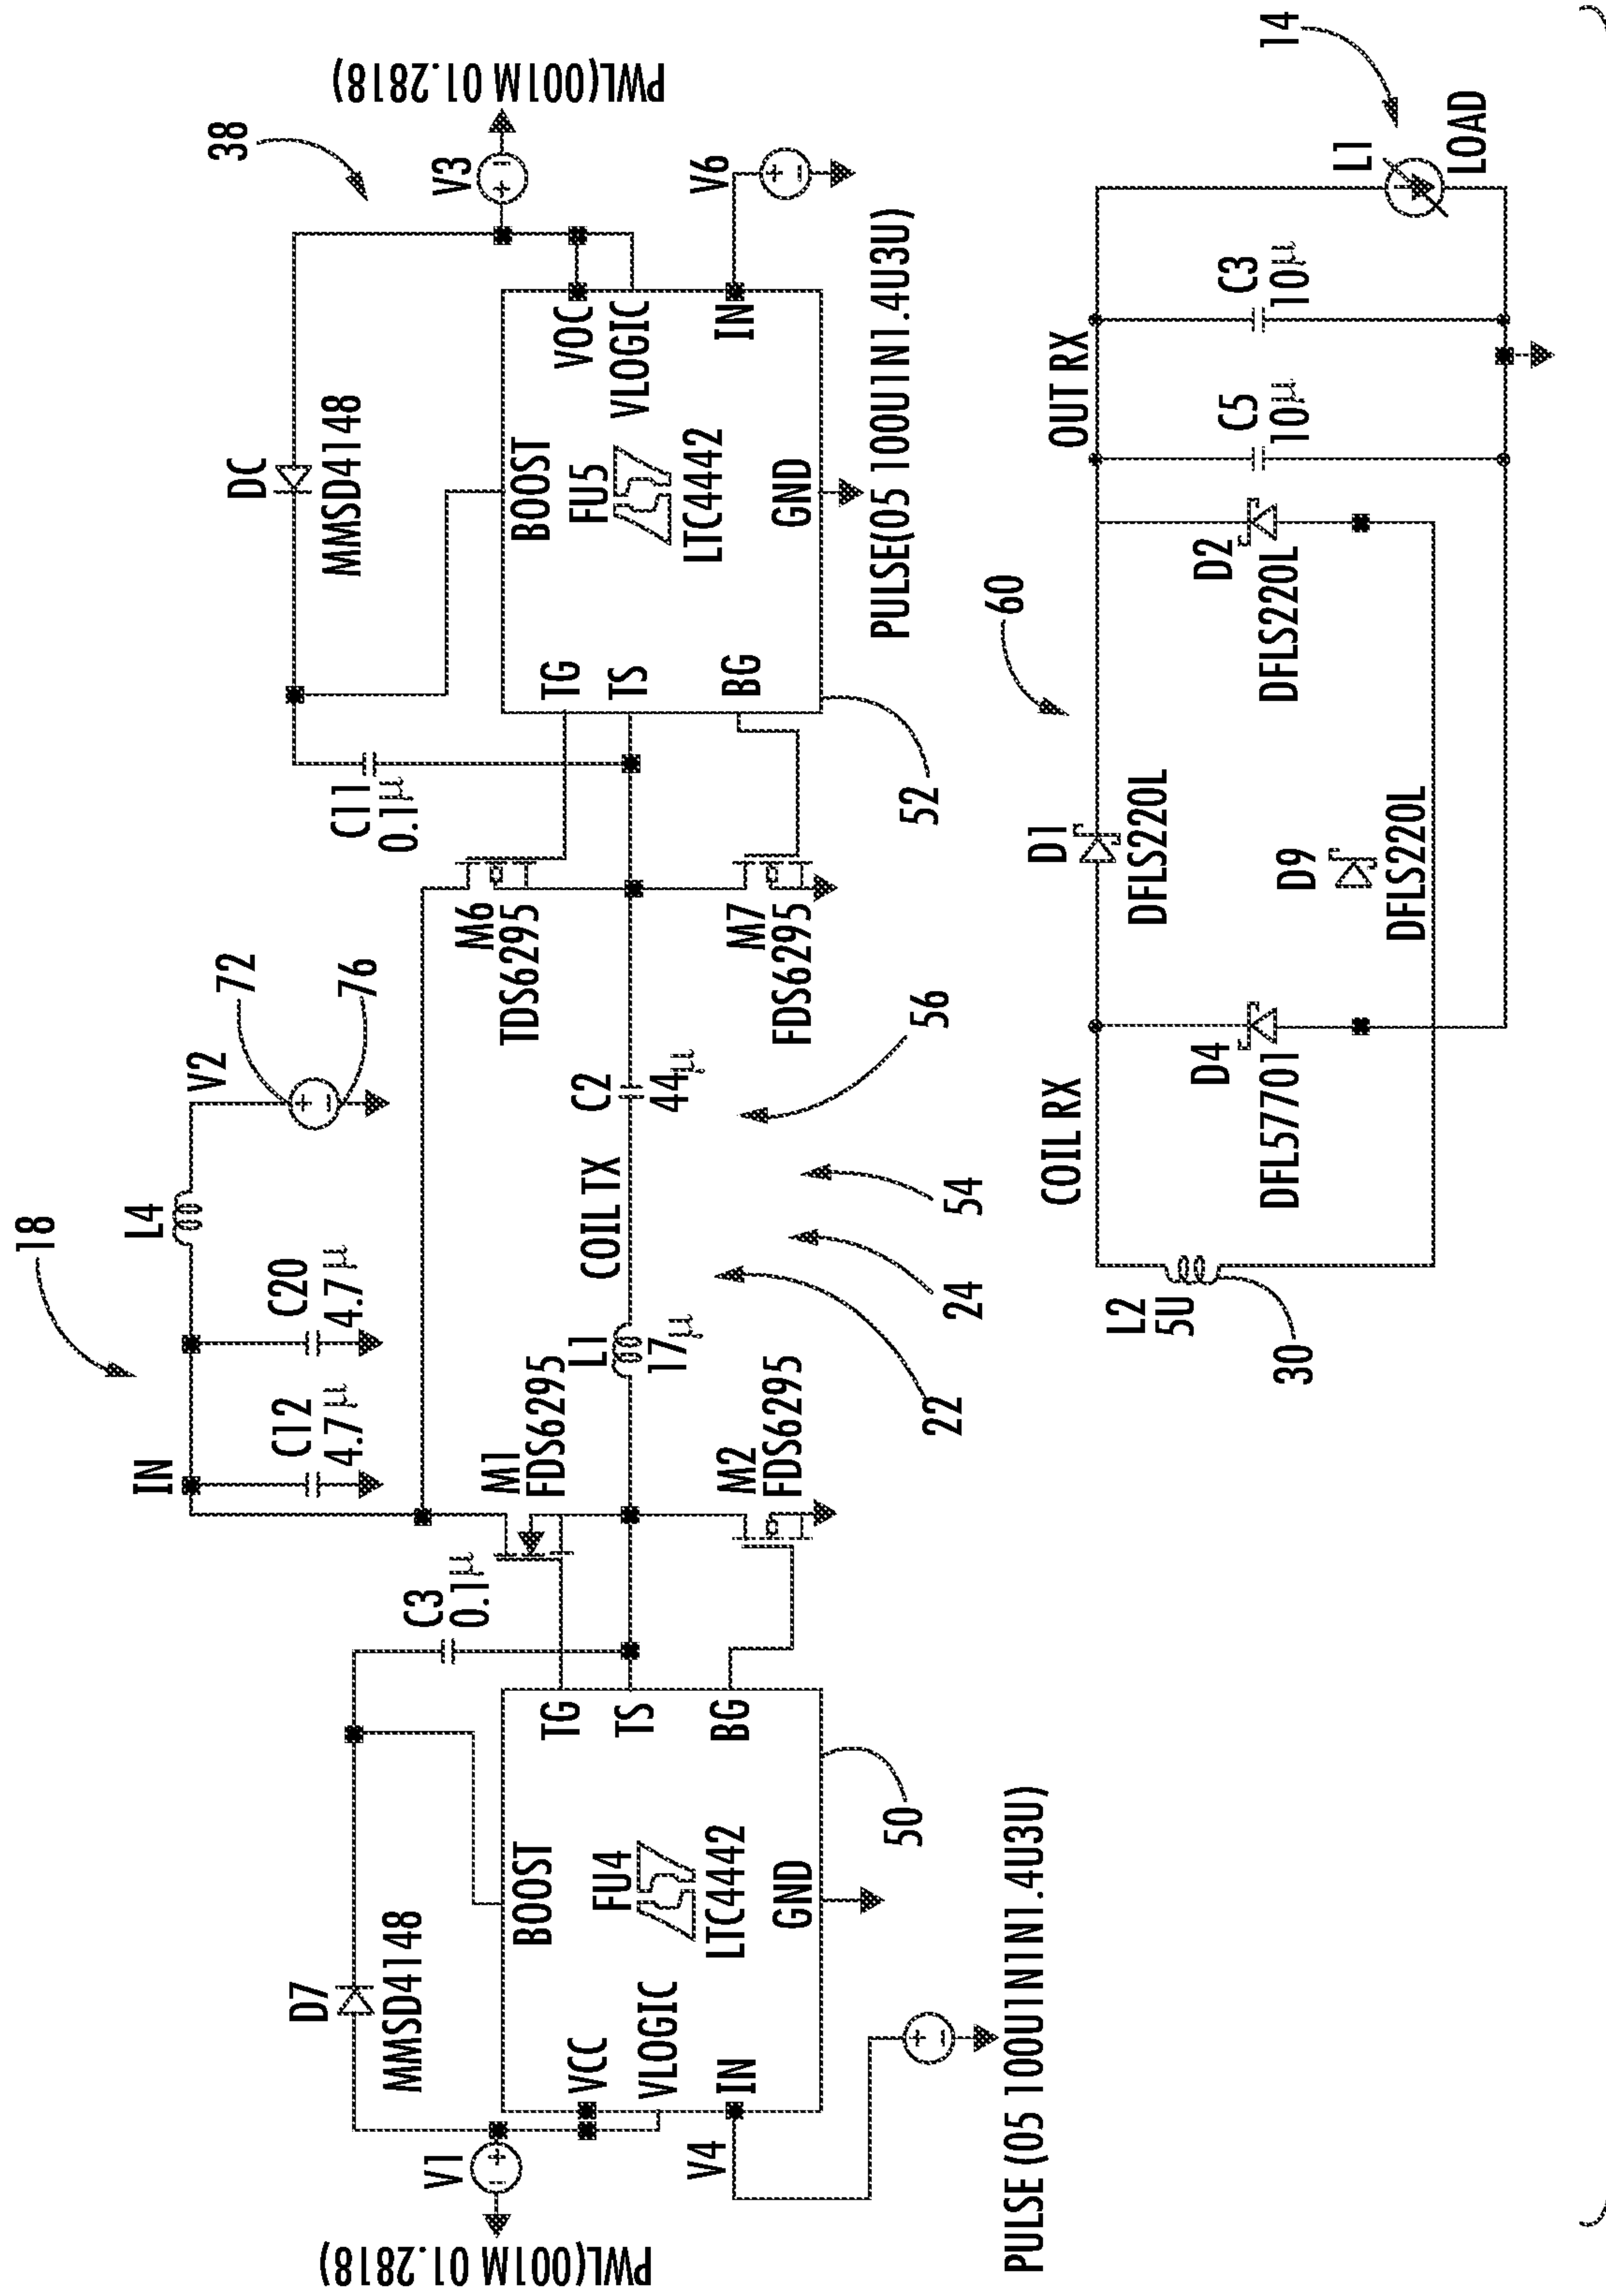 18
IN
C12
4.7µ
C20
4.7µ
L4
V2
72
76
38
D7
MMSD4148
C3
0.1µ
DC
MMSD4148
C11
0.1µ
V1
PWL(001M 01.2818)
V3
PWL(001M 01.2818)
BOOST
FU4
LTC4442
VCC
VLOGIC
IN
GND
TG
TS
BG
50
V4
PULSE (05 100U1N1N1.4U3U)
M1
FDS6295
M2
FDS6295
L1
17µ
COIL TX
C2
44µ
M6
TDS6295
M7
FDS6295
22
24
54
56
BOOST
FU5
LTC4442
VOC
VLOGIC
IN
GND
TG
TS
BG
52
V6
PULSE(05 100U1N1.4U3U)
60
COIL RX
L2
5U
30
D4
DFL57701
D1
DFLS220L
D9
DFLS220L
D2
DFLS220L
OUT RX
C5
10µ
C3
10µ
L1
LOAD
14